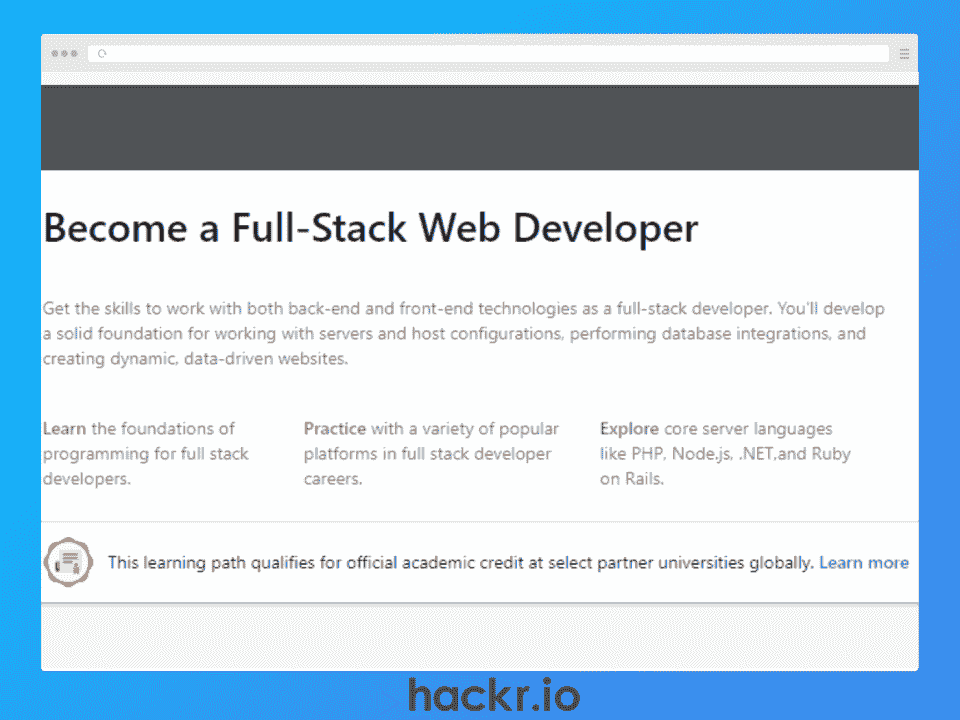 Become a Full-Stack Web Developer
Get the skills to work with both back-end and front-end technologies as a full-stack developer. You'll develop
a solid foundation for working with servers and host configurations, performing database integrations, and
creating dynamic, data-driven websites.
Learn the foundations of
programming for full stack
developers.
Practice with a variety of popular
platforms in full stack developer
careers.
Explore core server languages
like PHP, Node.js, .NET,and Ruby
on Rails.
This learning path qualifies for official academic credit at select partner universities globally. Learn more
hackr.io